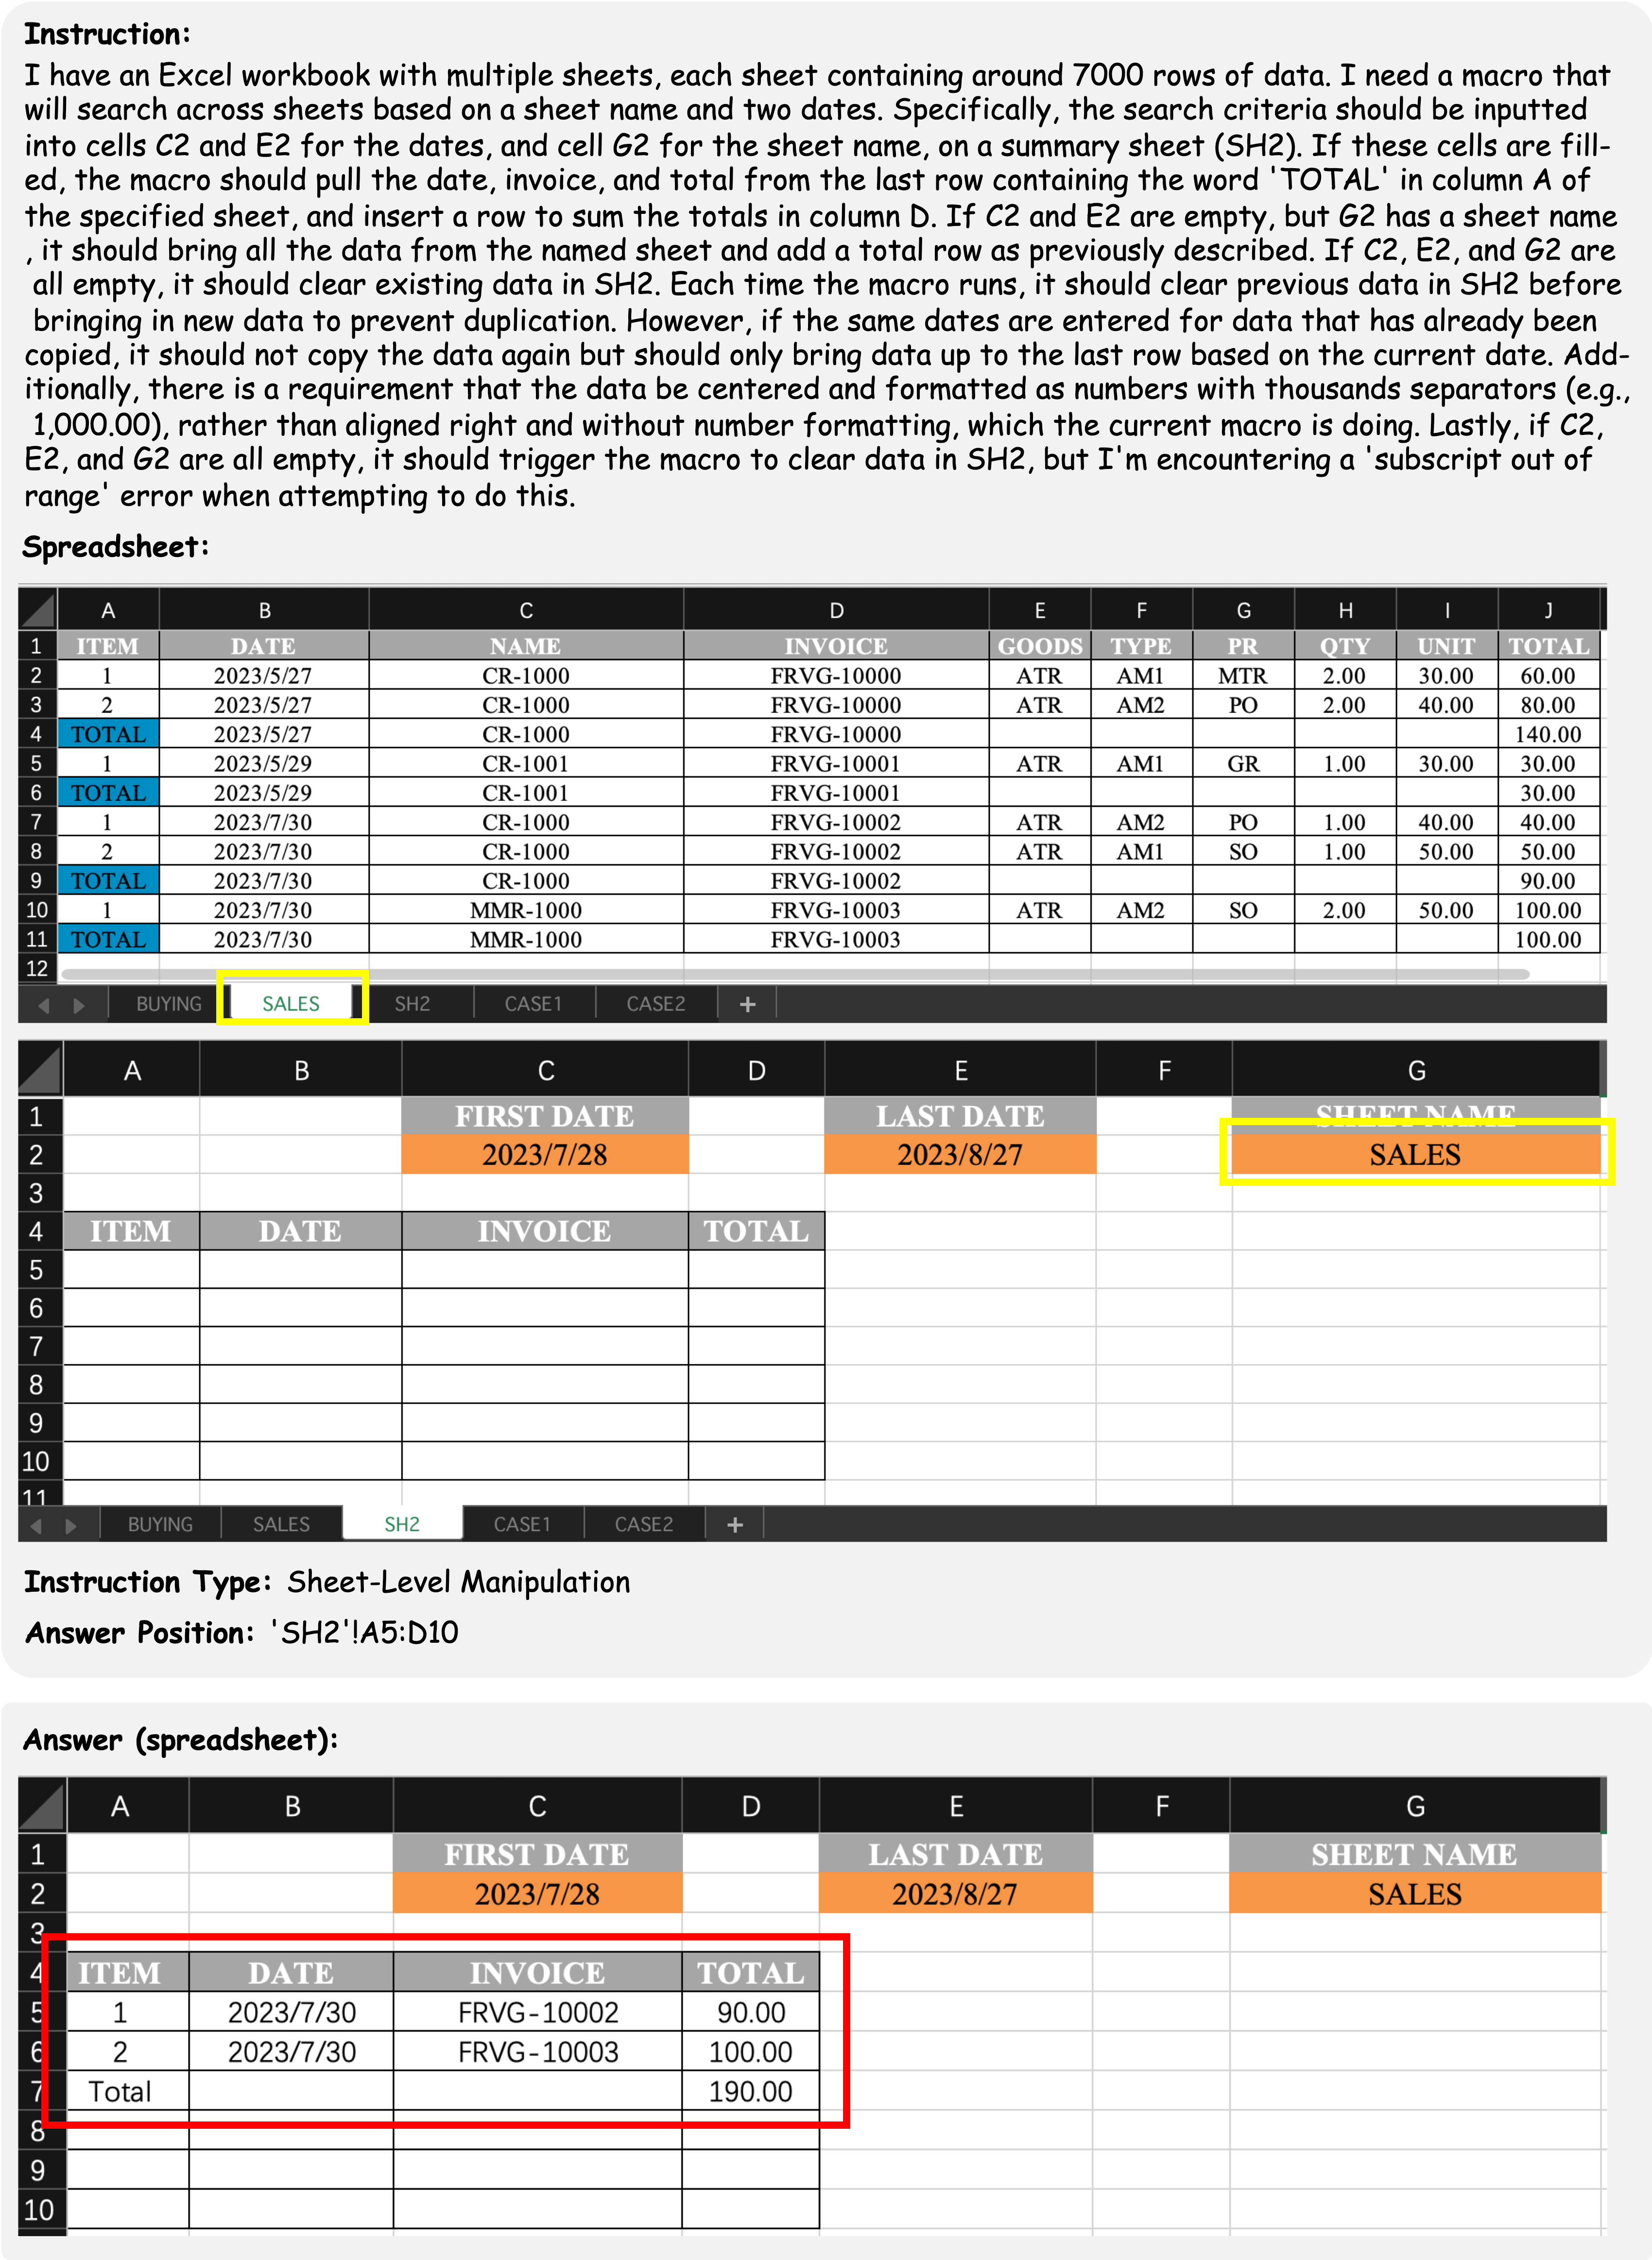 Instruction:
I have an Excel workbook with multiple sheets, each sheet containing around 7000 rows of data. I need a macro that
will search across sheets based on a sheet name and two dates. Specifically, the search criteria should be inputted
into cells C2 and E2 for the dates, and cell G2 for the sheet name, on a summary sheet (SH2). If these cells are fill-
ed, the macro should pull the date, invoice, and total from the last row containing the word 'TOTAL' in column A of
the specified sheet, and insert a row to sum the totals in column D. If C2 and E2 are empty, but G2 has a sheet name
, it should bring all the data from the named sheet and add a total row as previously described. If C2, E2, and G2 are
all empty, it should clear existing data in SH2. Each time the macro runs, it should clear previous data in SH2 before
bringing in new data to prevent duplication. However, if the same dates are entered for data that has already been
copied, it should not copy the data again but should only bring data up to the last row based on the current date. Add-
itionally, there is a requirement that the data be centered and formatted as numbers with thousands separators (e.g.,
1,000.00), rather than aligned right and without number formatting, which the current macro is doing. Lastly, if C2,
E2, and G2 are all empty, it should trigger the macro to clear data in SH2, but I'm encountering a 'subscript out of
range' error when attempting to do this.
Spreadsheet:
A B C D E F G H I J
1 ITEM DATE NAME INVOICE GOODS TYPE PR QTY UNIT TOTAL
2 1 2023/5/27 CR-1000 FRVG-10000 ATR AM1 MTR 2.00 30.00 60.00
3 2 2023/5/27 CR-1000 FRVG-10000 ATR AM2 PO 2.00 40.00 80.00
4 TOTAL 2023/5/27 CR-1000 FRVG-10000 140.00
5 1 2023/5/29 CR-1001 FRVG-10001 ATR AM1 GR 1.00 30.00 30.00
6 TOTAL 2023/5/29 CR-1001 FRVG-10001 30.00
7 1 2023/7/30 CR-1000 FRVG-10002 ATR AM2 PO 1.00 40.00 40.00
8 2 2023/7/30 CR-1000 FRVG-10002 ATR AM1 SO 1.00 50.00 50.00
9 TOTAL 2023/7/30 CR-1000 FRVG-10002 90.00
10 1 2023/7/30 MMR-1000 FRVG-10003 ATR AM2 SO 2.00 50.00 100.00
11 TOTAL 2023/7/30 MMR-1000 FRVG-10003 100.00
12
BUYING SALES SH2 CASE1 CASE2 +
A B C D E F G
1 FIRST DATE LAST DATE SHEET NAME
2 2023/7/28 2023/8/27 SALES
3
4 ITEM DATE INVOICE TOTAL
5
6
7
8
9
10
11
BUYING SALES SH2 CASE1 CASE2 +
Instruction Type: Sheet-Level Manipulation
Answer Position: 'SH2'!A5:D10
Answer (spreadsheet):
A B C D E F G
1 FIRST DATE LAST DATE SHEET NAME
2 2023/7/28 2023/8/27 SALES
3
4 ITEM DATE INVOICE TOTAL
5 1 2023/7/30 FRVG-10002 90.00
6 2 2023/7/30 FRVG-10003 100.00
7 Total 190.00
8
9
10